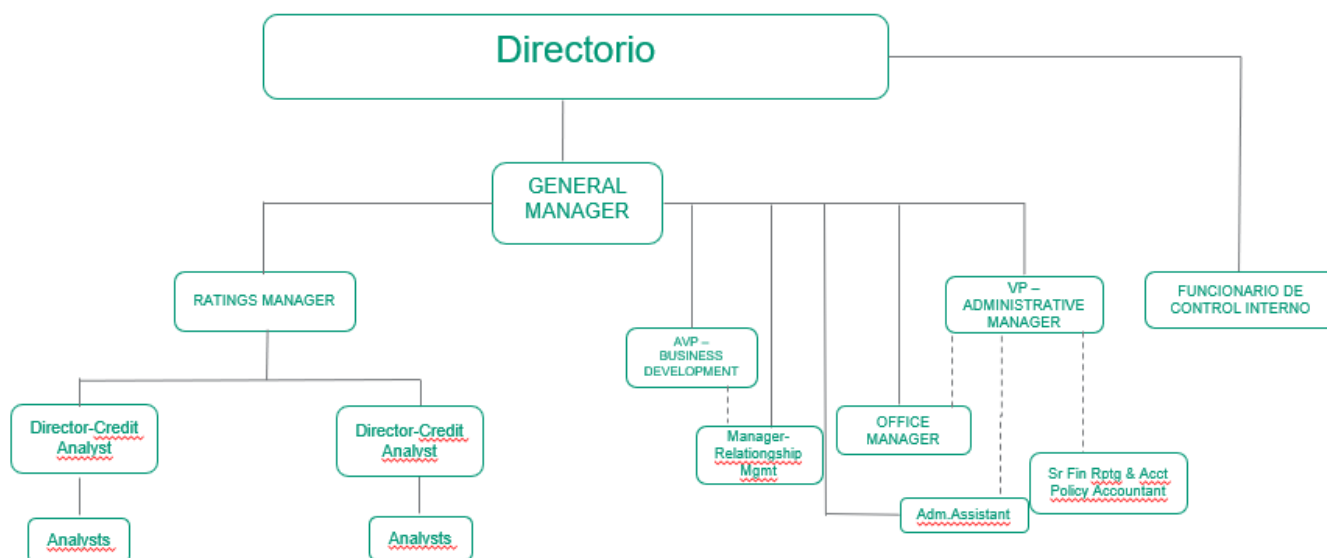 Directorio
GENERAL
MANAGER
RATINGS MANAGER
VP –
ADMINISTRATIVE
MANAGER
FUNCIONARIO DE
CONTROL INTERNO
AVP –
BUSINESS
DEVELOPMENT
Director-Credit
Analyst
Director-Credit
Analyst
Manager-
Relationgship
Mgmt
OFFICE
MANAGER
Sr Fin Rptg & Acct
Policy Accountant
Adm.Assistant
Analysts
Analysts